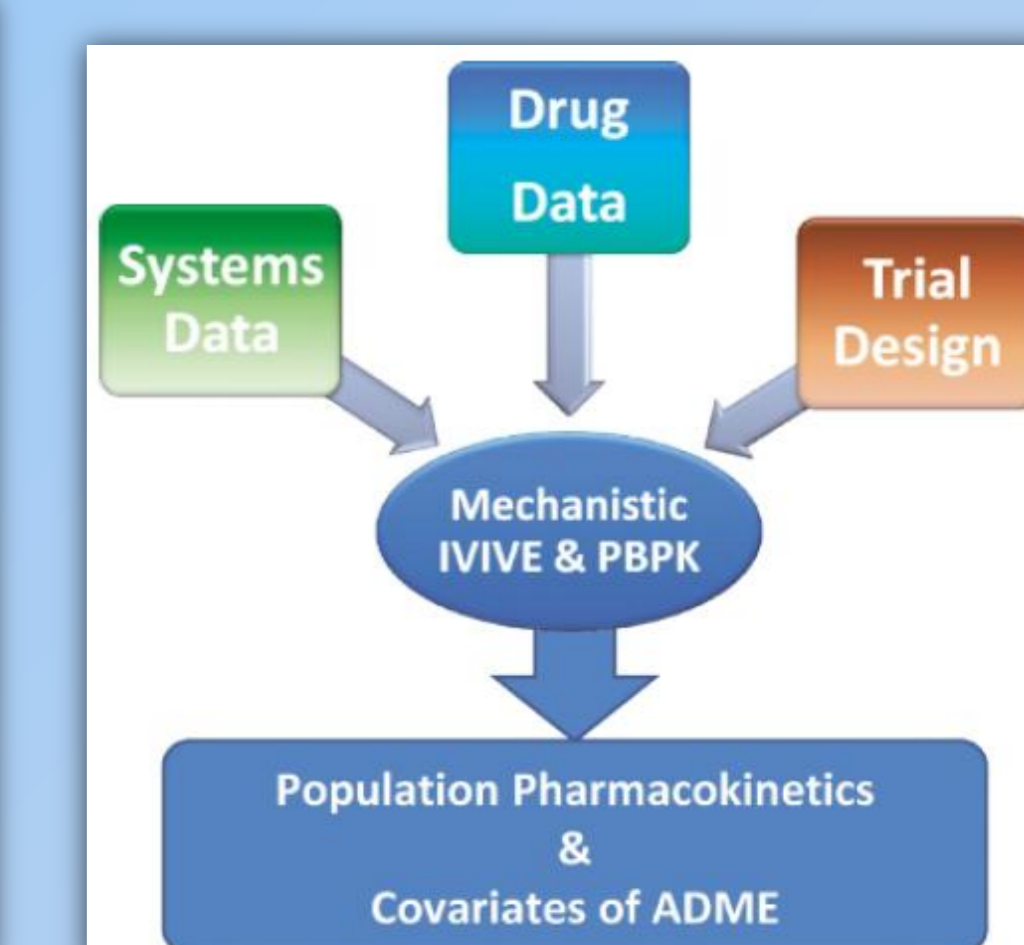 Drug
Data
Systems
Data
Trial
Design
Mechanistic
IVIVE & PBPK
Population Pharmacokinetics
&
Covariates of ADME